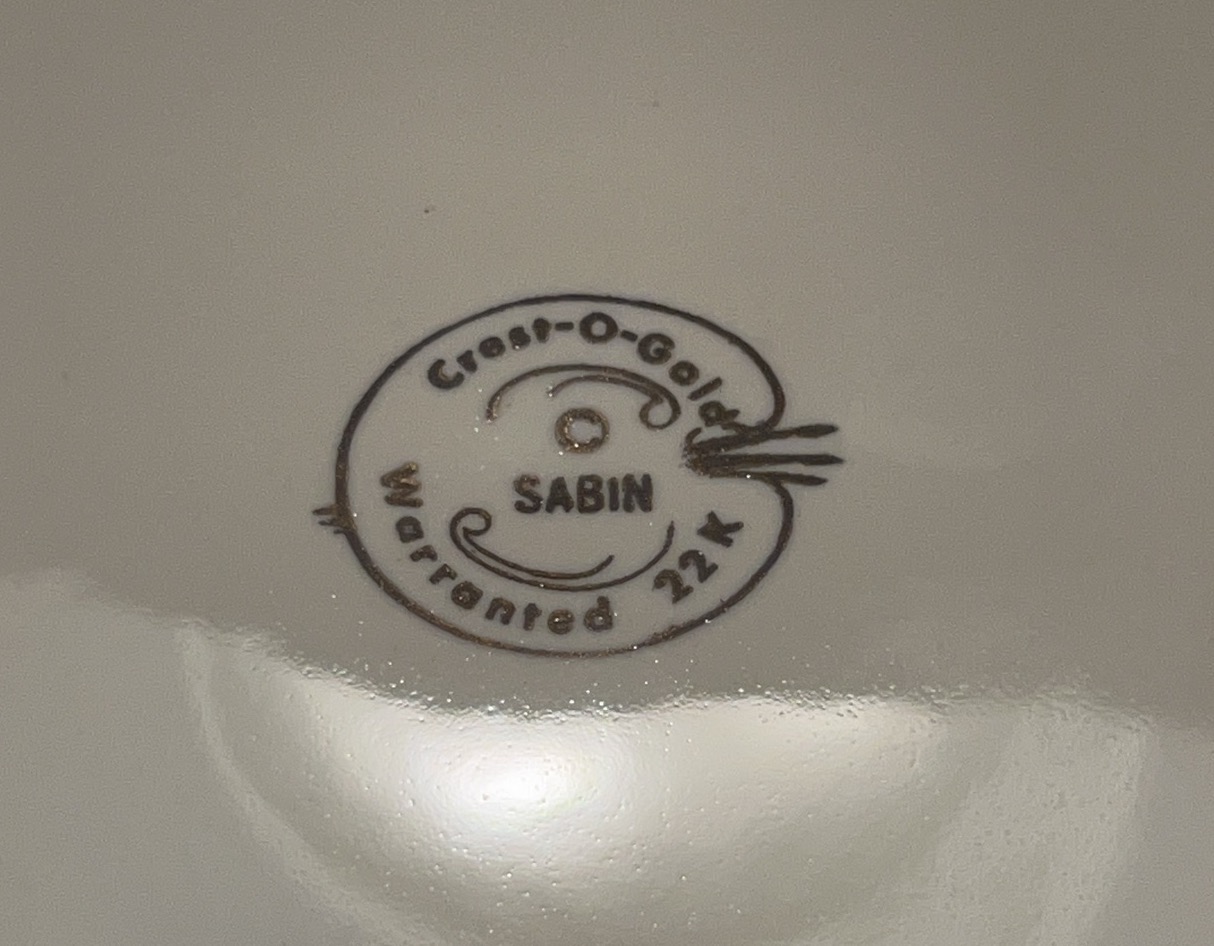 Crest-O-Gold
SABIN
Warranted 22K